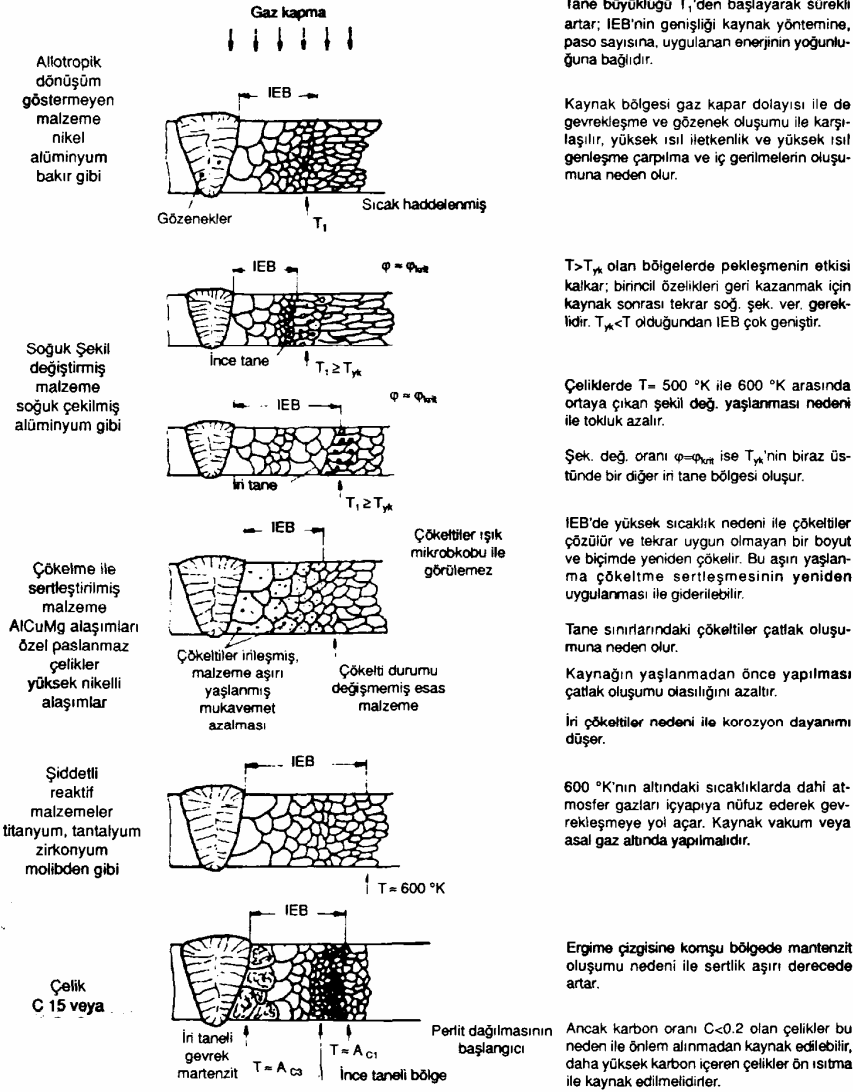 Gaz kapma
Allotropik
dönüşüm
göstermeyen
malzeme
nikel
alüminyum
bakır gibi
IEB
Gözenekler
T₁
Sıcak haddelenmiş
Tane büyüklüğü T₁'den başlayarak sürekli
artar; IEB'nin genişliği kaynak yöntemine,
paso sayısına, uygulanan enerjinin yoğunlu-
ğuna bağlıdır.
Kaynak bölgesi gaz kapar dolayısı ile de
gevrekleşme ve gözenek oluşumu ile karşı-
laşılır, yüksek ısıl iletkenlik ve yüksek ısıl
genleşme çarpılma ve iç gerilmelerin oluşu-
muna neden olur.
Soğuk Şekil
değiştirmiş
malzeme
soğuk çekilmiş
alüminyum gibi
IEB
φ ≈ φkrit
İnce tane
T₁ ≥ Tyk
IEB
φ ≈ φkrit
İri tane
T₁ ≥ Tyk
T>Tyk olan bölgelerde pekleşmenin etkisi
kalkar; birincil özelikleri geri kazanmak için
kaynak sonrası tekrar soğ. şek. ver. gerek-
lidir. Tyk<T olduğundan IEB çok geniştir.
Çeliklerde T= 500 °K ile 600 °K arasında
ortaya çıkan şekil değ. yaşlanması nedeni
ile tokluk azalır.
Şek. değ. oranı φ=φkrit ise Tyk'nin biraz üs-
tünde bir diğer iri tane bölgesi oluşur.
Çökelme ile
sertleştirilmiş
malzeme
AlCuMg alaşımları
özel paslanmaz
çelikler
yüksek nikelli
alaşımlar
IEB
Çökeltiler ışık
mikrobkobu ile
görülemez
Çökeltiler irileşmiş,
malzeme aşırı
yaşlanmış
mukavemet
azalması
Çökelti durumu
değişmemiş esas
malzeme
IEB'de yüksek sıcaklık nedeni ile çökeltiler
çözülür ve tekrar uygun olmayan bir boyut
ve biçimde yeniden çökelir. Bu aşırı yaşlan-
ma çökeltme sertleşmesinin yeniden
uygulanması ile giderilebilir.
Tane sınırlarındaki çökeltiler çatlak oluşu-
muna neden olur.
Kaynağın yaşlanmadan önce yapılması
çatlak oluşumu olasılığını azaltır.
İri çökeltiler nedeni ile korozyon dayanımı
düşer.
Şiddetli
reaktif
malzemeler
titanyum, tantalyum
zirkonyum
molibden gibi
IEB
T ≈ 600 °K
600 °K'nın altındaki sıcaklıklarda dahi at-
mosfer gazları içyapıya nüfuz ederek gev-
rekleşmeye yol açar. Kaynak vakum veya
asal gaz altında yapılmalıdır.
Çelik
C 15 veya
IEB
İri taneli
gevrek
martenzit
T ≈ A C3
T ≈ A C1
İnce taneli bölge
Perlit dağılmasının
başlangıcı
Ergime çizgisine komşu bölgede mantenzit
oluşumu nedeni ile sertlik aşırı derecede
artar.
Ancak karbon oranı C<0.2 olan çelikler bu
neden ile önlem alınmadan kaynak edilebilir,
daha yüksek karbon içeren çelikler ön ısıtma
ile kaynak edilmelidirler.